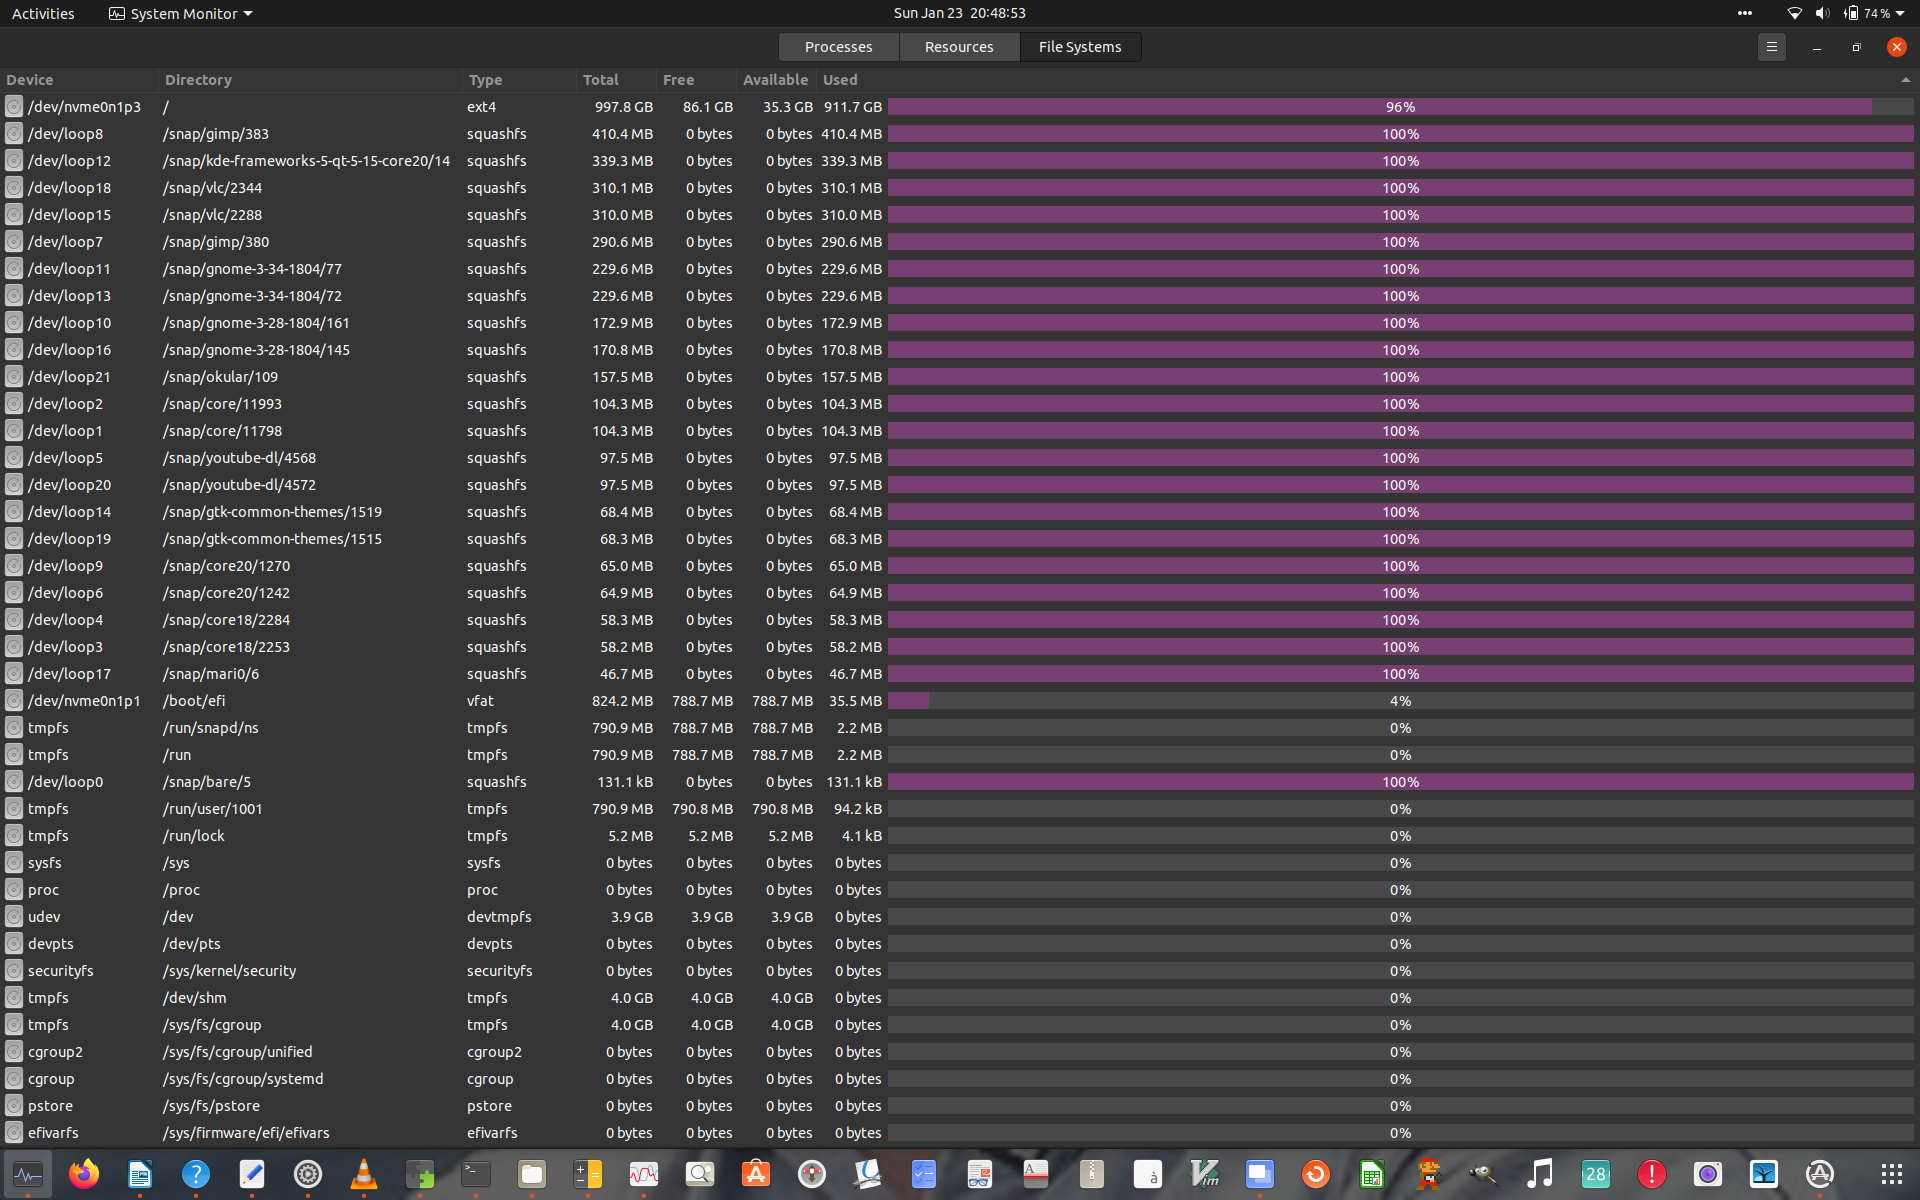 Activities System Monitor Sun Jan 23 20:48:53 74%
Processes Resources File Systems
Device Directory Type Total Free Available Used
/dev/nvme0n1p3 / ext4 997.8 GB 86.1 GB 35.3 GB 911.7 GB 96%
/dev/loop8 /snap/gimp/383 squashfs 410.4 MB 0 bytes 0 bytes 410.4 MB 100%
/dev/loop12 /snap/kde-frameworks-5-qt-5-15-core20/14 squashfs 339.3 MB 0 bytes 0 bytes 339.3 MB 100%
/dev/loop18 /snap/vlc/2344 squashfs 310.1 MB 0 bytes 0 bytes 310.1 MB 100%
/dev/loop15 /snap/vlc/2288 squashfs 310.0 MB 0 bytes 0 bytes 310.0 MB 100%
/dev/loop7 /snap/gimp/380 squashfs 290.6 MB 0 bytes 0 bytes 290.6 MB 100%
/dev/loop11 /snap/gnome-3-34-1804/77 squashfs 229.6 MB 0 bytes 0 bytes 229.6 MB 100%
/dev/loop13 /snap/gnome-3-34-1804/72 squashfs 229.6 MB 0 bytes 0 bytes 229.6 MB 100%
/dev/loop10 /snap/gnome-3-28-1804/161 squashfs 172.9 MB 0 bytes 0 bytes 172.9 MB 100%
/dev/loop16 /snap/gnome-3-28-1804/145 squashfs 170.8 MB 0 bytes 0 bytes 170.8 MB 100%
/dev/loop21 /snap/okular/109 squashfs 157.5 MB 0 bytes 0 bytes 157.5 MB 100%
/dev/loop2 /snap/core/11993 squashfs 104.3 MB 0 bytes 0 bytes 104.3 MB 100%
/dev/loop1 /snap/core/11798 squashfs 104.3 MB 0 bytes 0 bytes 104.3 MB 100%
/dev/loop5 /snap/youtube-dl/4568 squashfs 97.5 MB 0 bytes 0 bytes 97.5 MB 100%
/dev/loop20 /snap/youtube-dl/4572 squashfs 97.5 MB 0 bytes 0 bytes 97.5 MB 100%
/dev/loop14 /snap/gtk-common-themes/1519 squashfs 68.4 MB 0 bytes 0 bytes 68.4 MB 100%
/dev/loop19 /snap/gtk-common-themes/1515 squashfs 68.3 MB 0 bytes 0 bytes 68.3 MB 100%
/dev/loop9 /snap/core20/1270 squashfs 65.0 MB 0 bytes 0 bytes 65.0 MB 100%
/dev/loop6 /snap/core20/1242 squashfs 64.9 MB 0 bytes 0 bytes 64.9 MB 100%
/dev/loop4 /snap/core18/2284 squashfs 58.3 MB 0 bytes 0 bytes 58.3 MB 100%
/dev/loop3 /snap/core18/2253 squashfs 58.2 MB 0 bytes 0 bytes 58.2 MB 100%
/dev/loop17 /snap/mari0/6 squashfs 46.7 MB 0 bytes 0 bytes 46.7 MB 100%
/dev/nvme0n1p1 /boot/efi vfat 824.2 MB 788.7 MB 788.7 MB 35.5 MB 4%
tmpfs /run/snapd/ns tmpfs 790.9 MB 788.7 MB 788.7 MB 2.2 MB 0%
tmpfs /run tmpfs 790.9 MB 788.7 MB 788.7 MB 2.2 MB 0%
/dev/loop0 /snap/bare/5 squashfs 131.1 kB 0 bytes 0 bytes 131.1 kB 100%
tmpfs /run/user/1001 tmpfs 790.9 MB 790.8 MB 790.8 MB 94.2 kB 0%
tmpfs /run/lock tmpfs 5.2 MB 5.2 MB 5.2 MB 4.1 kB 0%
sysfs /sys sysfs 0 bytes 0 bytes 0 bytes 0 bytes 0%
proc /proc proc 0 bytes 0 bytes 0 bytes 0 bytes 0%
udev /dev devtmpfs 3.9 GB 3.9 GB 3.9 GB 0 bytes 0%
devpts /dev/pts devpts 0 bytes 0 bytes 0 bytes 0 bytes 0%
securityfs /sys/kernel/security securityfs 0 bytes 0 bytes 0 bytes 0 bytes 0%
tmpfs /dev/shm tmpfs 4.0 GB 4.0 GB 4.0 GB 0 bytes 0%
tmpfs /sys/fs/cgroup tmpfs 4.0 GB 4.0 GB 4.0 GB 0 bytes 0%
cgroup2 /sys/fs/cgroup/unified cgroup2 0 bytes 0 bytes 0 bytes 0 bytes 0%
cgroup /sys/fs/cgroup/systemd cgroup 0 bytes 0 bytes 0 bytes 0 bytes 0%
pstore /sys/fs/pstore pstore 0 bytes 0 bytes 0 bytes 0 bytes 0%
efivarfs /sys/firmware/efi/efivars efivarfs 0 bytes 0 bytes 0 bytes 0 bytes 0%
? >_ A à Vim 28 !